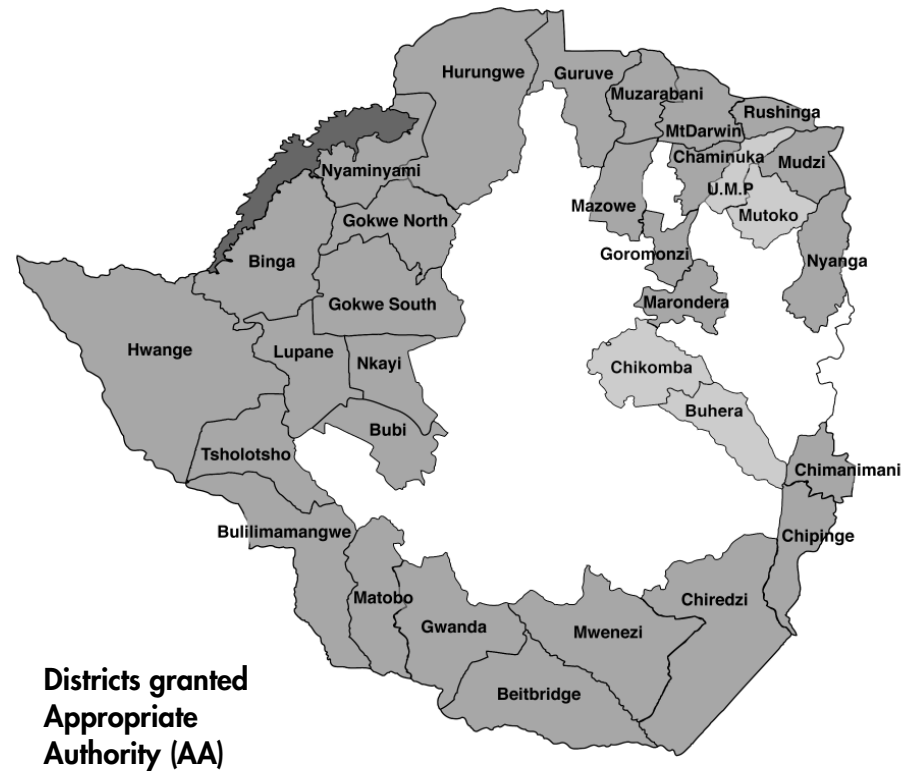 Hurungwe
Guruve
Muzarabani
Rushinga
MtDarwin
Chaminuka
Mudzi
Nyaminyami
U.M.P
Mazowe
Mutoko
Gokwe North
Goromonzi
Nyanga
Binga
Gokwe South
Marondera
Hwange
Lupane
Nkayi
Chikomba
Buhera
Bubi
Tsholotsho
Chimanimani
Bulilimamangwe
Chipinge
Matobo
Chiredzi
Gwanda
Mwenezi
Beitbridge
Districts granted
Appropriate
Authority (AA)